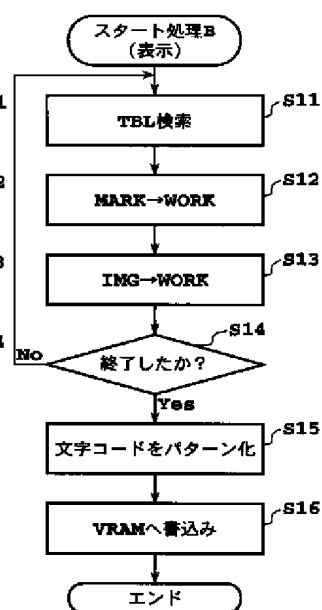 スタート処理B
(表示)
S11
TBL検索
S12
MARK→WORK
S13
IMG→WORK
S14
終了したか?
No
Yes
S15
文字コードをパターン化
S16
VRAMへ書込み
エンド